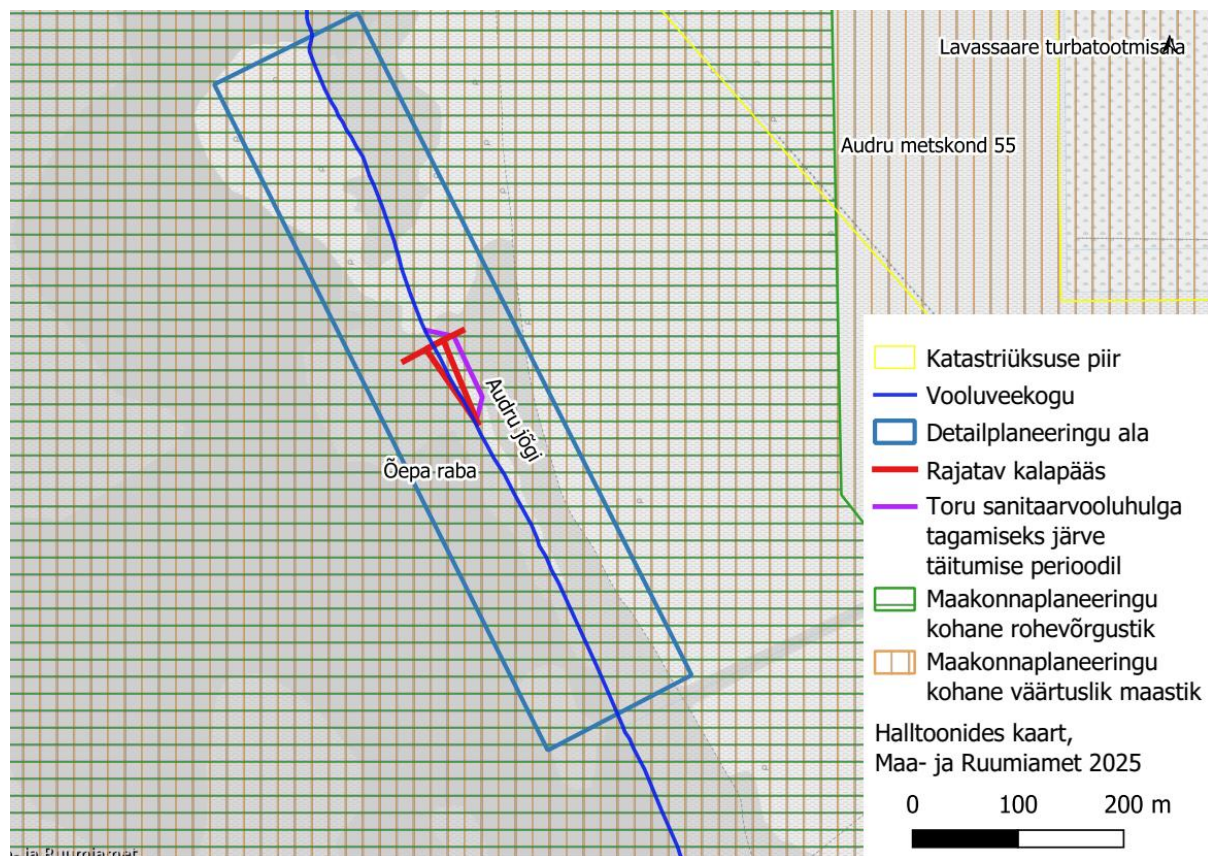 Lavassaare turbatootmisala
Audru metskond 55
Audru jõgi
Õepa raba
Katastriüksuse piir
Vooluveekogu
Detailplaneeringu ala
Rajatav kalapääs
Toru sanitaarvooluhulga
tagamiseks järve
täitumise perioodil
Maakonnaplaneeringu
kohane rohevõrgustik
Maakonnaplaneeringu
kohane väärtuslik maastik
Halltoonides kaart,
Maa- ja Ruumiamet 2025
0 100 200 m
- ja Ruumiamet